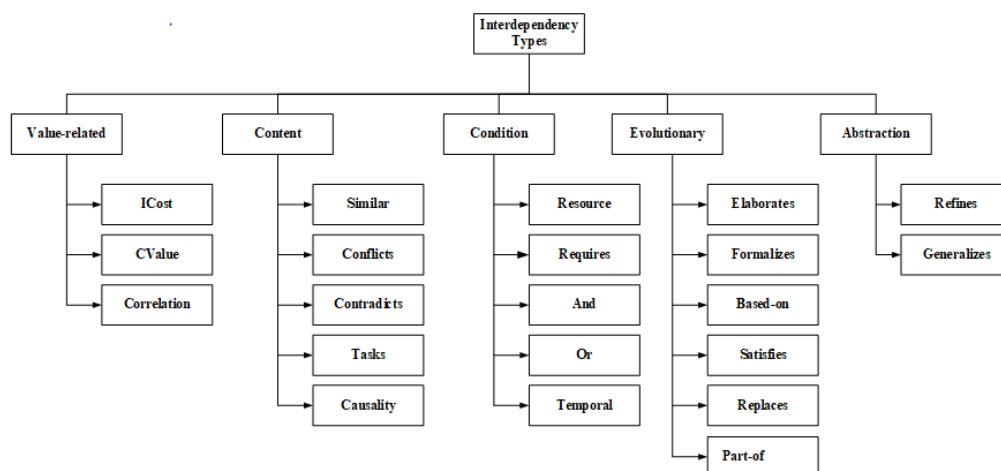 Interdependency
Types
Value-related
Content
Condition
Evolutionary
Abstraction
ICost
Similar
Resource
Elaborates
Refines
CValue
Conflicts
Requires
Formalizes
Generalizes
Correlation
Contradicts
And
Based-on
Tasks
Or
Satisfies
Causality
Temporal
Replaces
Part-of